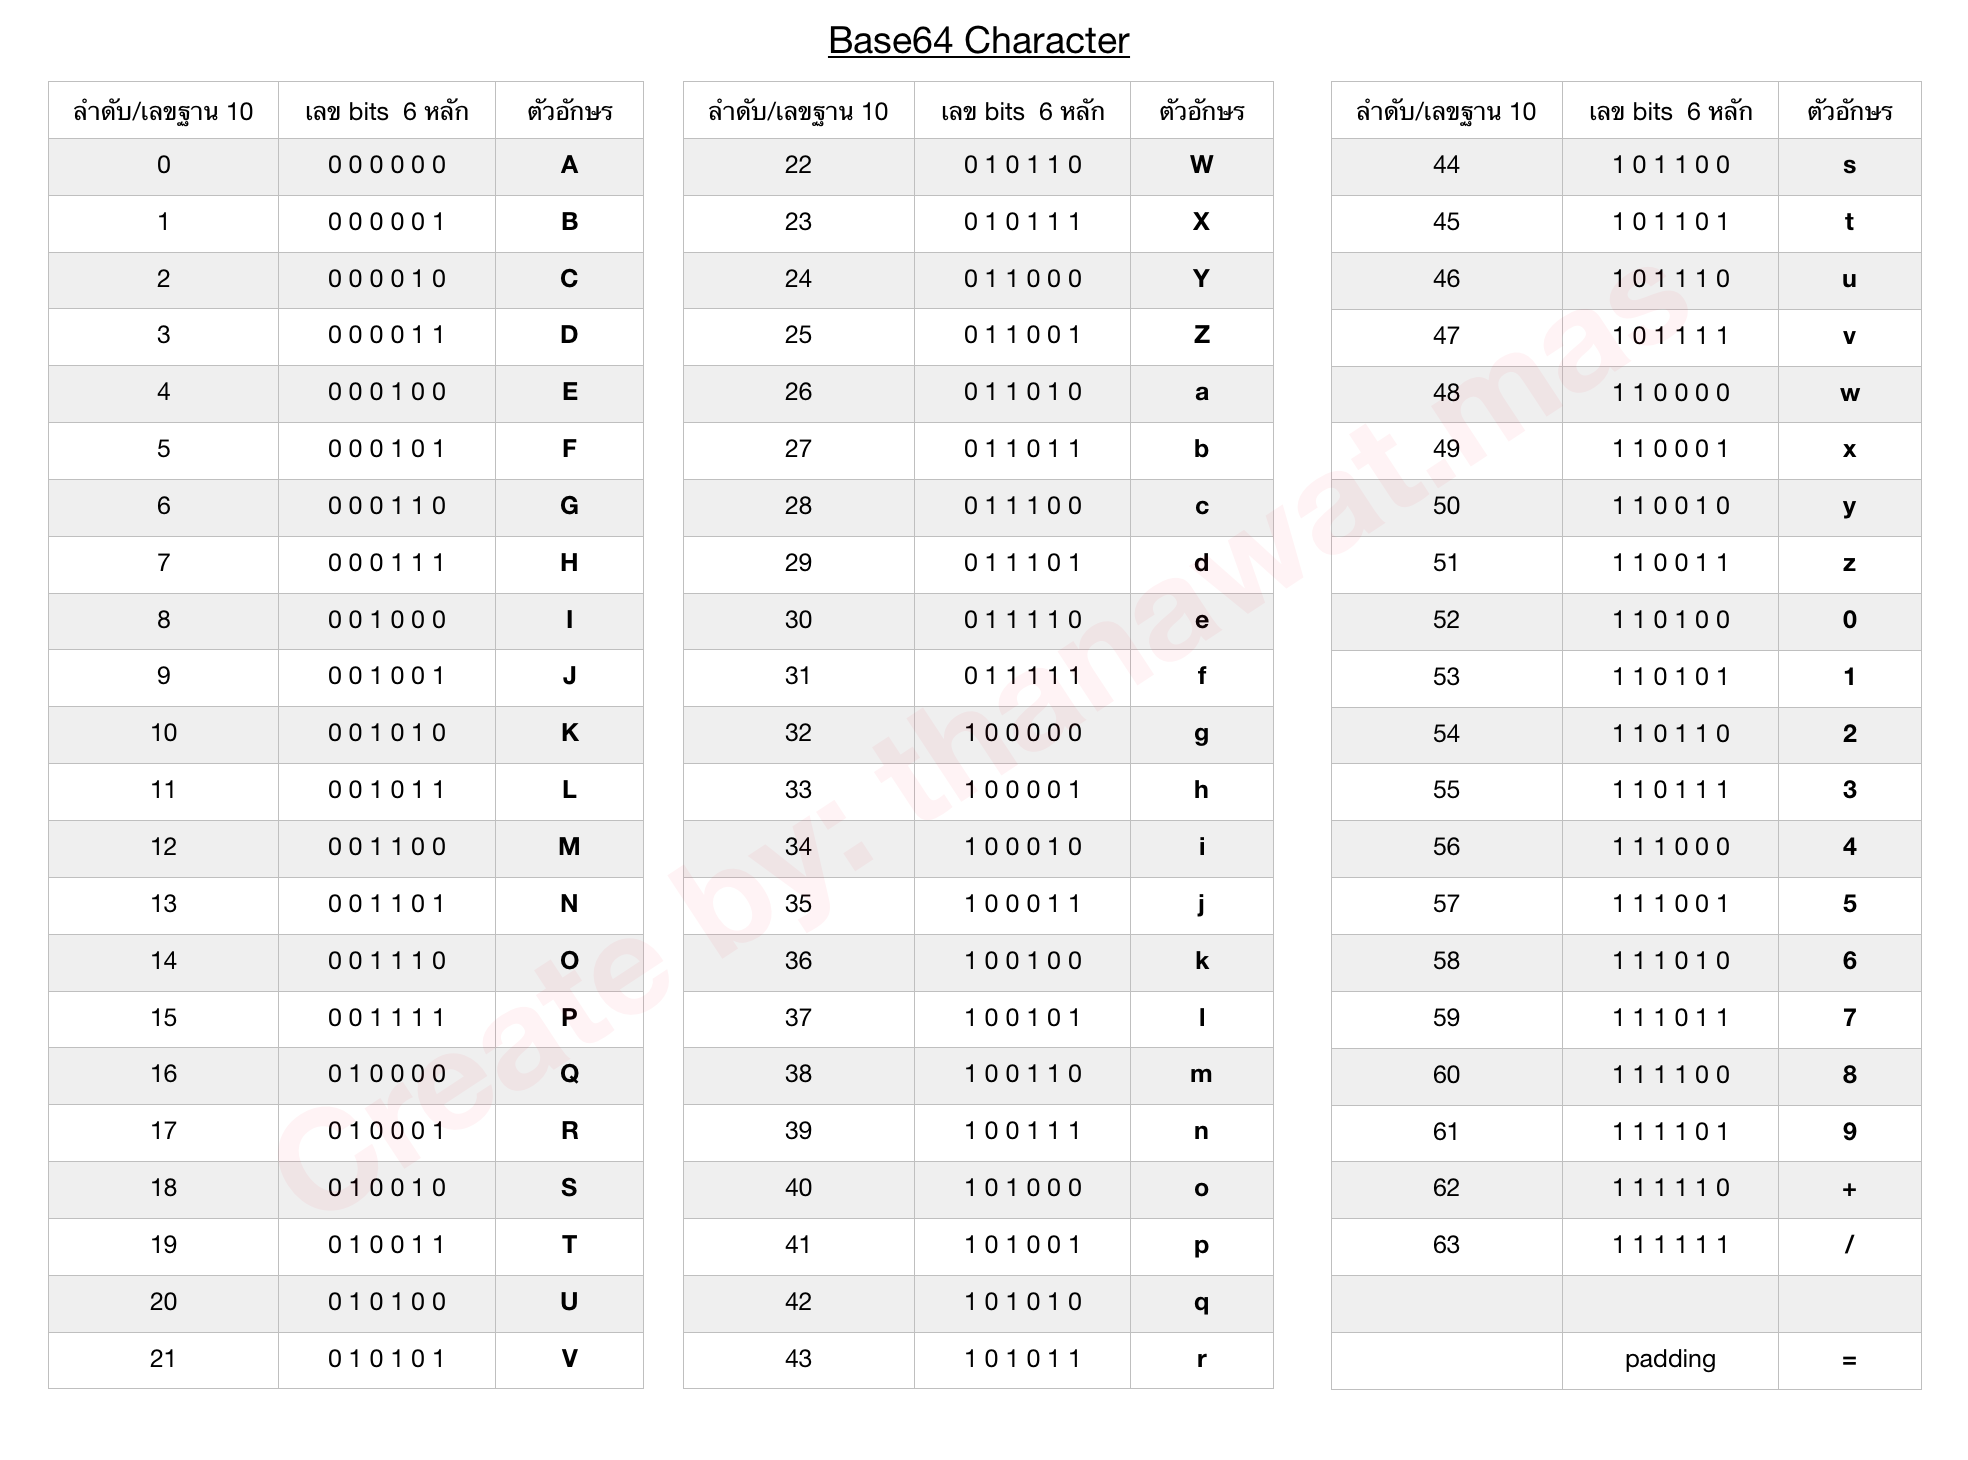 Base64 Character
ลำดับ/เลขฐาน 10 เลข bits 6 หลัก ตัวอักษร
0 0 0 0 0 0 0 A
1 0 0 0 0 0 1 B
2 0 0 0 0 1 0 C
3 0 0 0 0 1 1 D
4 0 0 0 1 0 0 E
5 0 0 0 1 0 1 F
6 0 0 0 1 1 0 G
7 0 0 0 1 1 1 H
8 0 0 1 0 0 0 I
9 0 0 1 0 0 1 J
10 0 0 1 0 1 0 K
11 0 0 1 0 1 1 L
12 0 0 1 1 0 0 M
13 0 0 1 1 0 1 N
14 0 0 1 1 1 0 O
15 0 0 1 1 1 1 P
16 0 1 0 0 0 0 Q
17 0 1 0 0 0 1 R
18 0 1 0 0 1 0 S
19 0 1 0 0 1 1 T
20 0 1 0 1 0 0 U
21 0 1 0 1 0 1 V
ลำดับ/เลขฐาน 10 เลข bits 6 หลัก ตัวอักษร
22 0 1 0 1 1 0 W
23 0 1 0 1 1 1 X
24 0 1 1 0 0 0 Y
25 0 1 1 0 0 1 Z
26 0 1 1 0 1 0 a
27 0 1 1 0 1 1 b
28 0 1 1 1 0 0 c
29 0 1 1 1 0 1 d
30 0 1 1 1 1 0 e
31 0 1 1 1 1 1 f
32 1 0 0 0 0 0 g
33 1 0 0 0 0 1 h
34 1 0 0 0 1 0 i
35 1 0 0 0 1 1 j
36 1 0 0 1 0 0 k
37 1 0 0 1 0 1 l
38 1 0 0 1 1 0 m
39 1 0 0 1 1 1 n
40 1 0 1 0 0 0 o
41 1 0 1 0 0 1 p
42 1 0 1 0 1 0 q
43 1 0 1 0 1 1 r
ลำดับ/เลขฐาน 10 เลข bits 6 หลัก ตัวอักษร
44 1 0 1 1 0 0 s
45 1 0 1 1 0 1 t
46 1 0 1 1 1 0 u
47 1 0 1 1 1 1 v
48 1 1 0 0 0 0 w
49 1 1 0 0 0 1 x
50 1 1 0 0 1 0 y
51 1 1 0 0 1 1 z
52 1 1 0 1 0 0 0
53 1 1 0 1 0 1 1
54 1 1 0 1 1 0 2
55 1 1 0 1 1 1 3
56 1 1 1 0 0 0 4
57 1 1 1 0 0 1 5
58 1 1 1 0 1 0 6
59 1 1 1 0 1 1 7
60 1 1 1 1 0 0 8
61 1 1 1 1 0 1 9
62 1 1 1 1 1 0 +
63 1 1 1 1 1 1 /
padding =
Create by: thanawat.mas